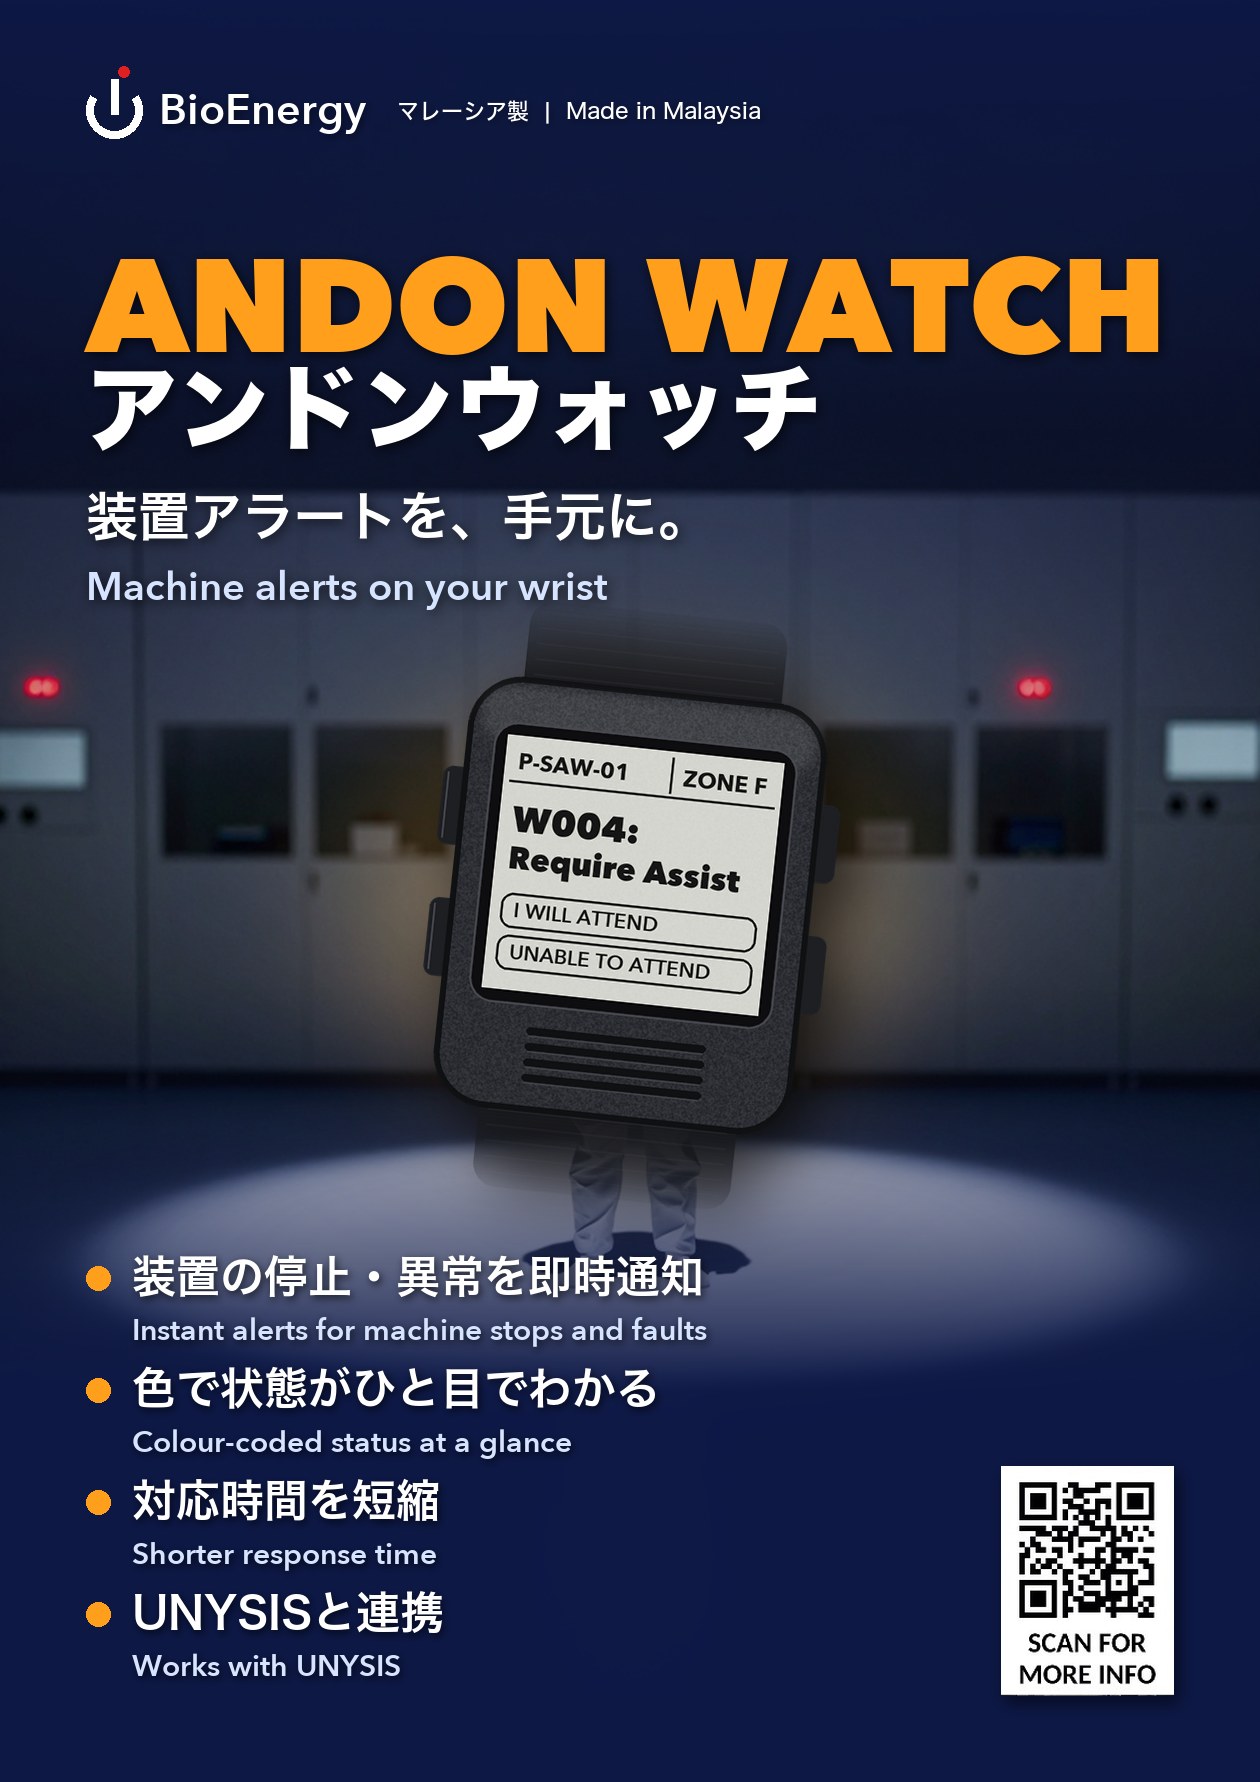 BioEnergy マレーシア製 | Made in Malaysia
ANDON WATCH
アンドンウォッチ
装置アラートを、手元に。
Machine alerts on your wrist
P-SAW-01 | ZONE F
W004:
Require Assist
I WILL ATTEND
UNABLE TO ATTEND
装置の停止・異常を即時通知
Instant alerts for machine stops and faults
色で状態がひと目でわかる
Colour-coded status at a glance
対応時間を短縮
Shorter response time
UNYSISと連携
Works with UNYSIS
SCAN FOR
MORE INFO